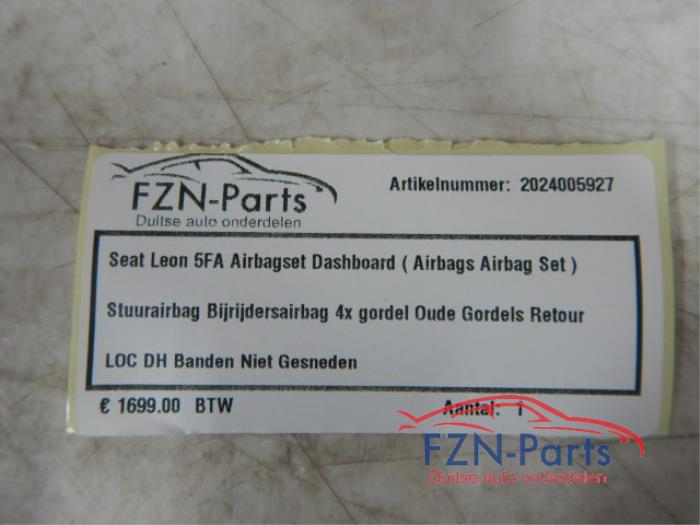 FZN-Parts
Duitse auto onderdelen
Artikelnummer: 2024005927
Seat Leon 5FA Airbagset Dashboard ( Airbags Airbag Set )
Stuurairbag Bijrijdersairbag 4x gordel Oude Gordels Retour
LOC DH Banden Niet Gesneden
€ 1699.00 BTW
Aantal: 1
FZN-Parts
Duitse auto onderdelen